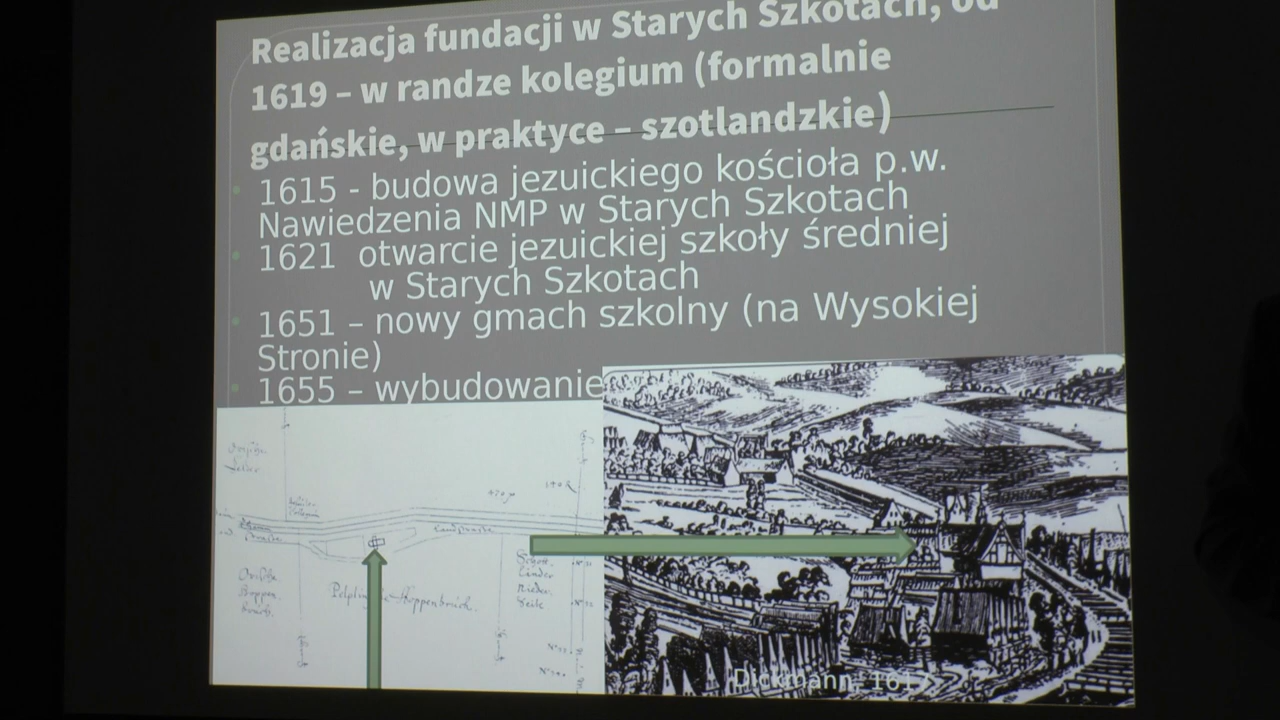 Realizacja fundacji w Starych Szkotach, od
1619 – w randze kolegium (formalnie
gdańskie, w praktyce – szotlandzkie)
• 1615 - budowa jezuickiego kościoła p.w.
Nawiedzenia NMP w Starych Szkotach
• 1621 otwarcie jezuickiej szkoły średniej
w Starych Szkotach
• 1651 – nowy gmach szkolny (na Wysokiej
Stronie)
• 1655 – wybudowanie
Dickmann, 1617